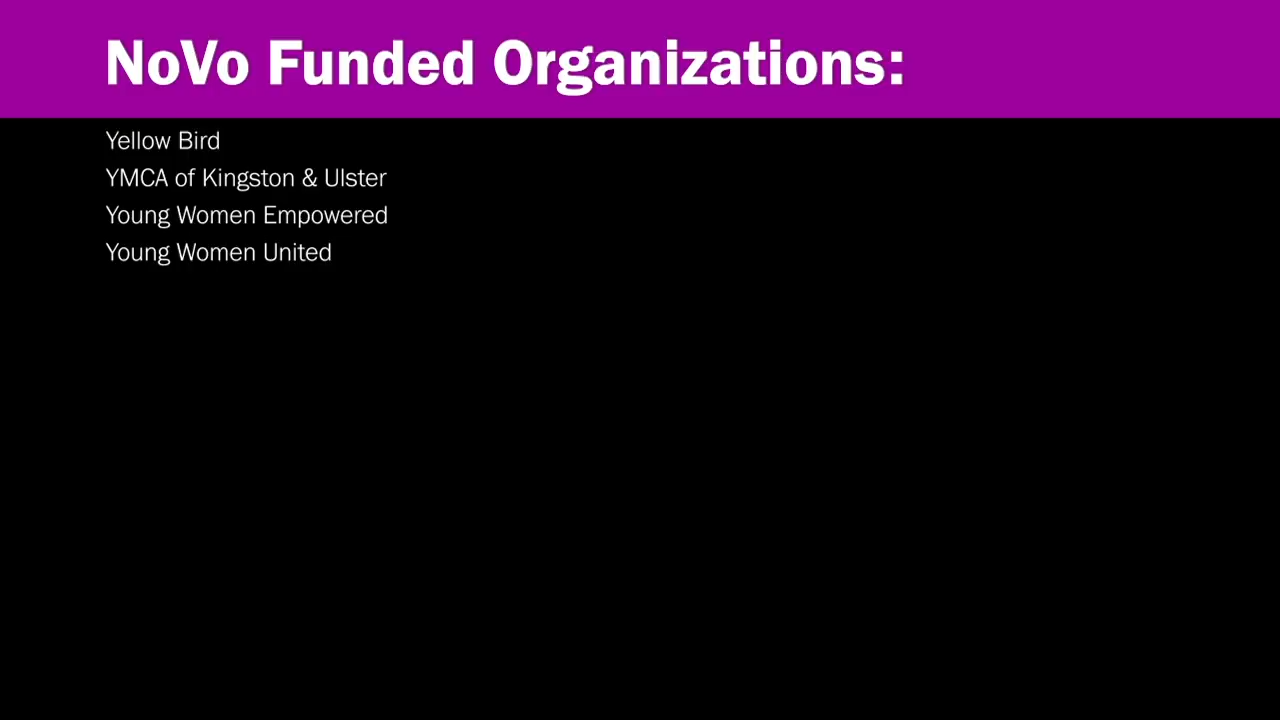 NoVo Funded Organizations:
Yellow Bird
YMCA of Kingston & Ulster
Young Women Empowered
Young Women United